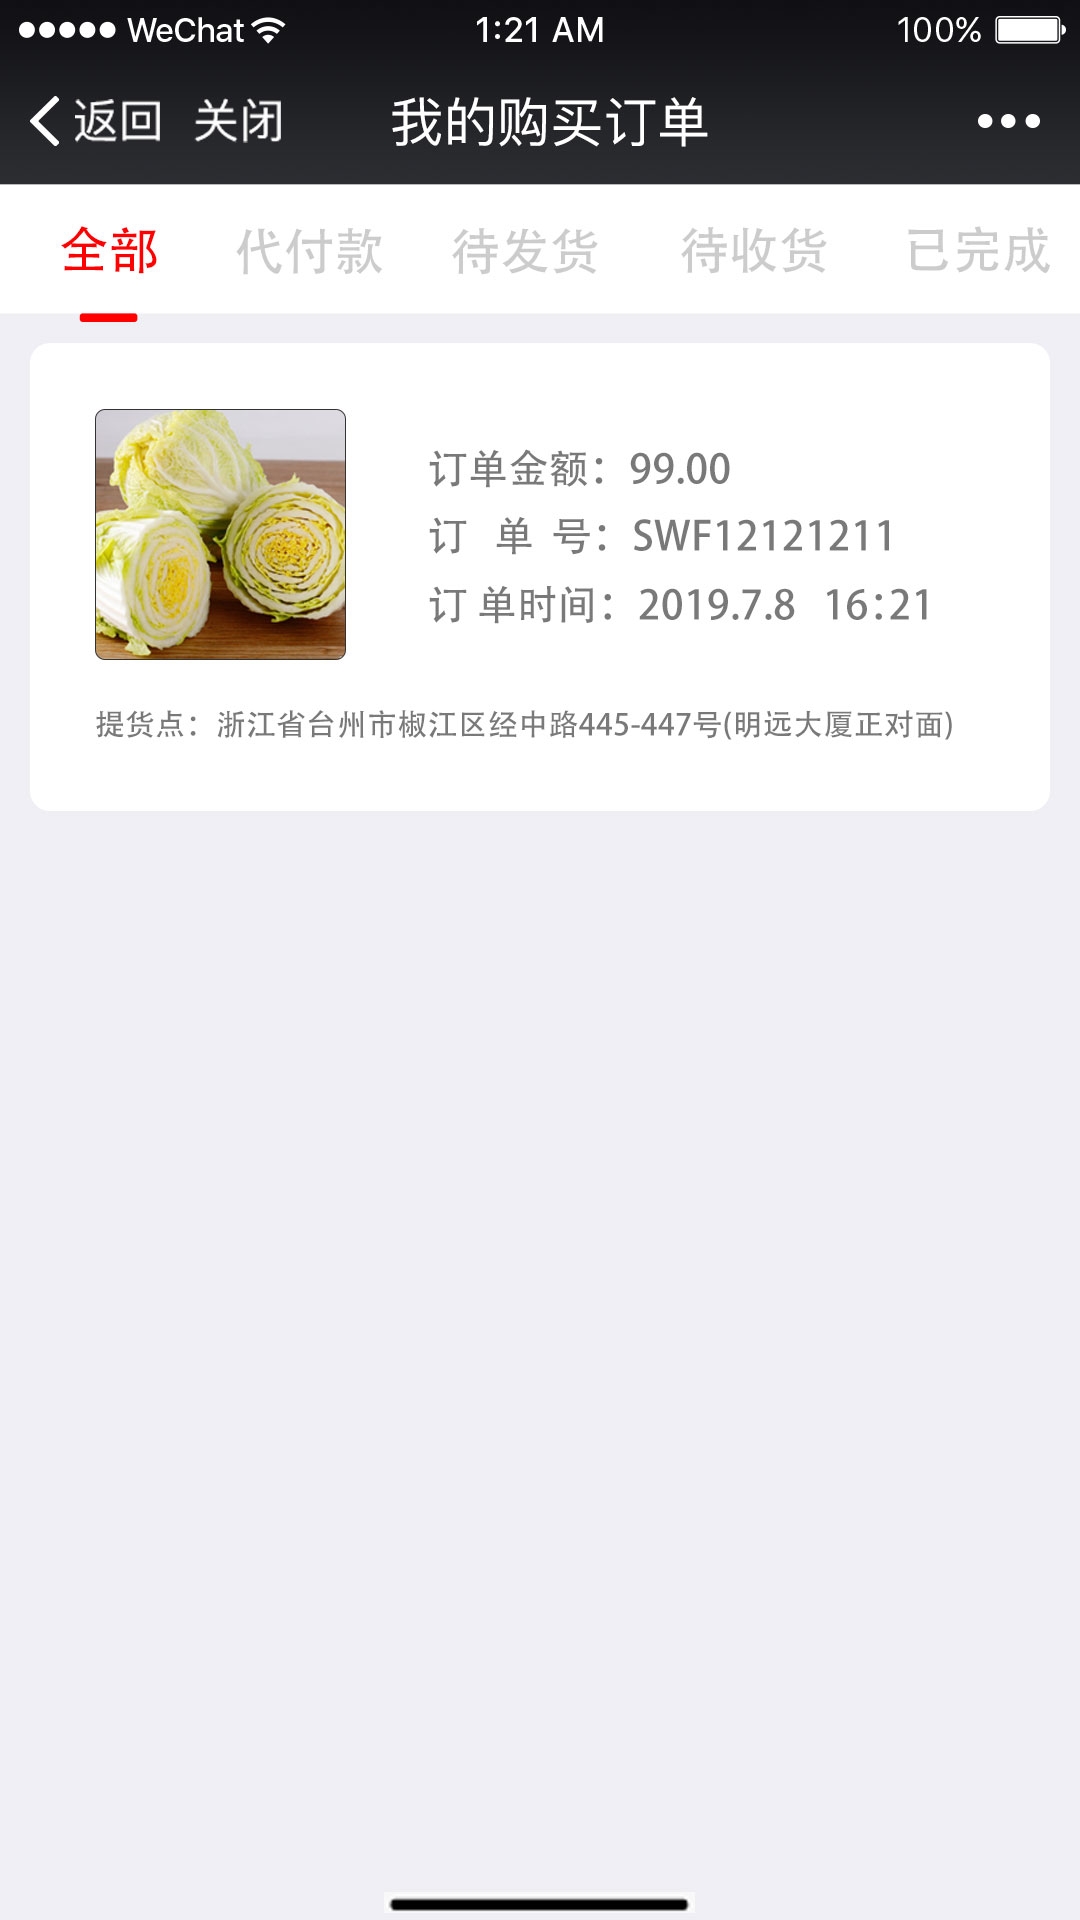 WeChat 1:21 AM 100%
返回 关闭 我的购买订单
全部 代付款 待发货 待收货 已完成
订单金额：99.00
订 单 号：SWF12121211
订 单时间：2019.7.8 16:21
提货点：浙江省台州市椒江区经中路445-447号(明远大厦正对面)